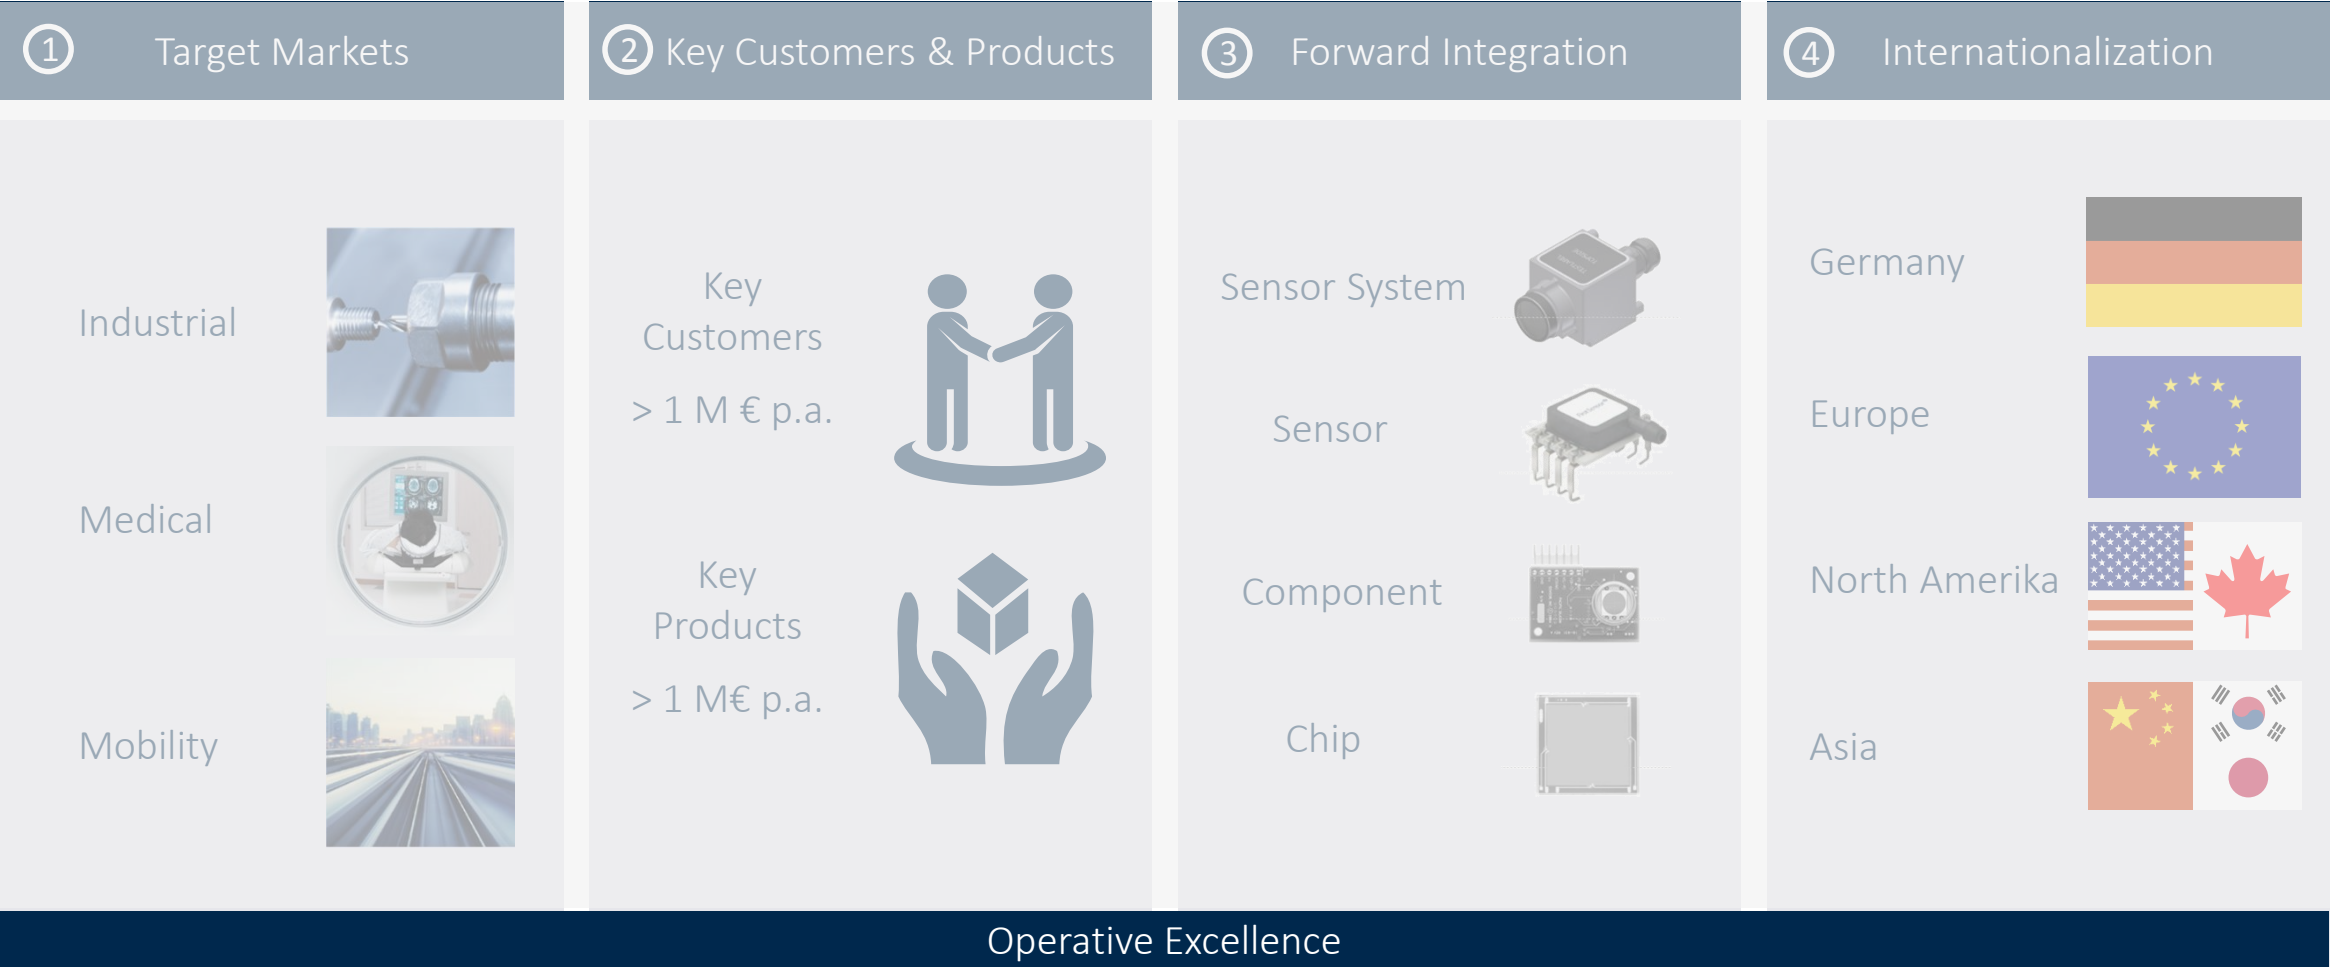 1 Target Markets
Industrial
Medical
Mobility
2 Key Customers & Products
Key
Customers
> 1 M € p.a.
Key
Products
> 1 M€ p.a.
3 Forward Integration
Sensor System
Sensor
Component
Chip
4 Internationalization
Germany
Europe
North Amerika
Asia
Operative Excellence